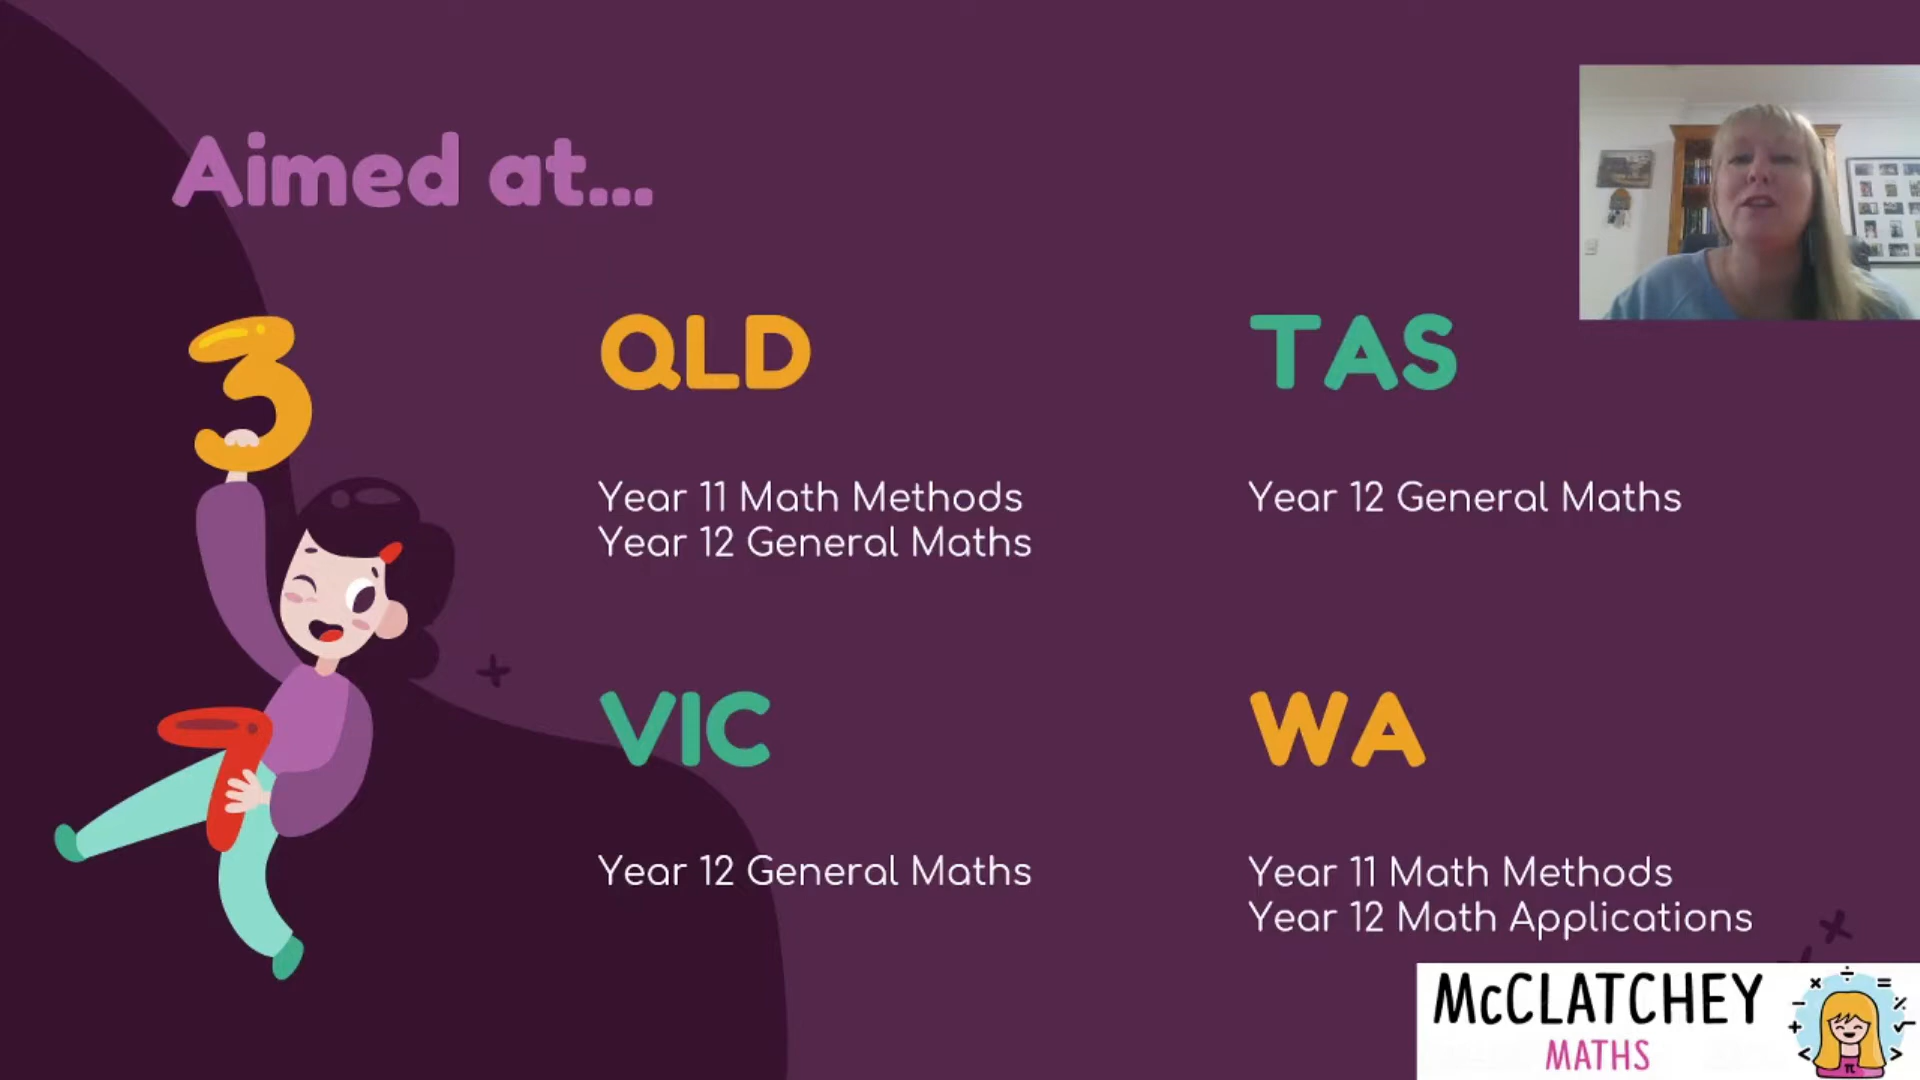 Aimed at...
QLD
Year 11 Math Methods
Year 12 General Maths
TAS
Year 12 General Maths
VIC
Year 12 General Maths
WA
Year 11 Math Methods
Year 12 Math Applications
McCLATCHEY
MATHS